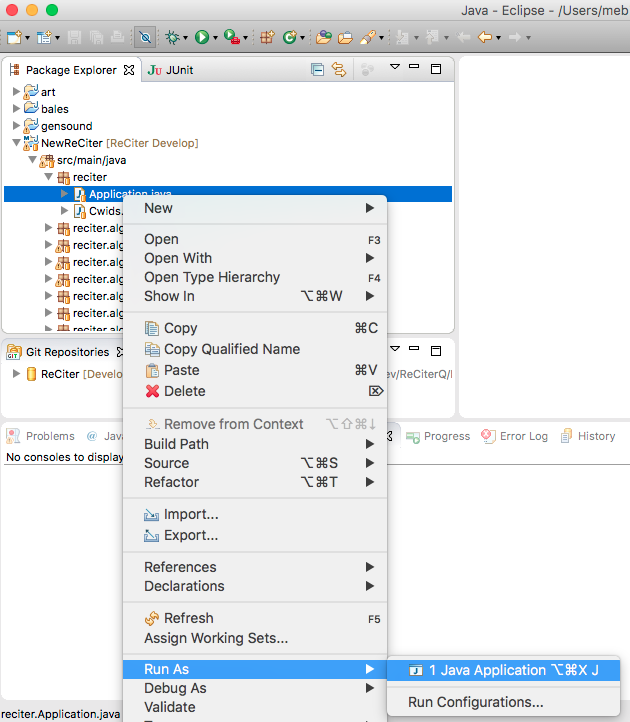 Java - Eclipse - /Users/meb
Package Explorer
JUnit
art
bales
gensound
NewReCiter [ReCiter Develop]
src/main/java
reciter
Application.java
Cwids.
reciter.alg
reciter.alg
reciter.alg
reciter.alg
reciter.alg
reciter.alg
Git Repositories
ReCiter [Develo
ev/ReCiterQ/
Problems
@ Jav
Progress
Error Log
History
No consoles to display
New
Open F3
Open With
Open Type Hierarchy F4
Show In ⌥⌘W
Copy ⌘C
Copy Qualified Name
Paste ⌘V
Delete ⌦
Remove from Context ⌥⇧⌘↓
Build Path
Source ⌥⌘S
Refactor ⌥⌘T
Import...
Export...
References
Declarations
Refresh F5
Assign Working Sets...
Run As
1 Java Application ⌥⌘X J
Debug As
Run Configurations...
Validate
reciter.Application.java